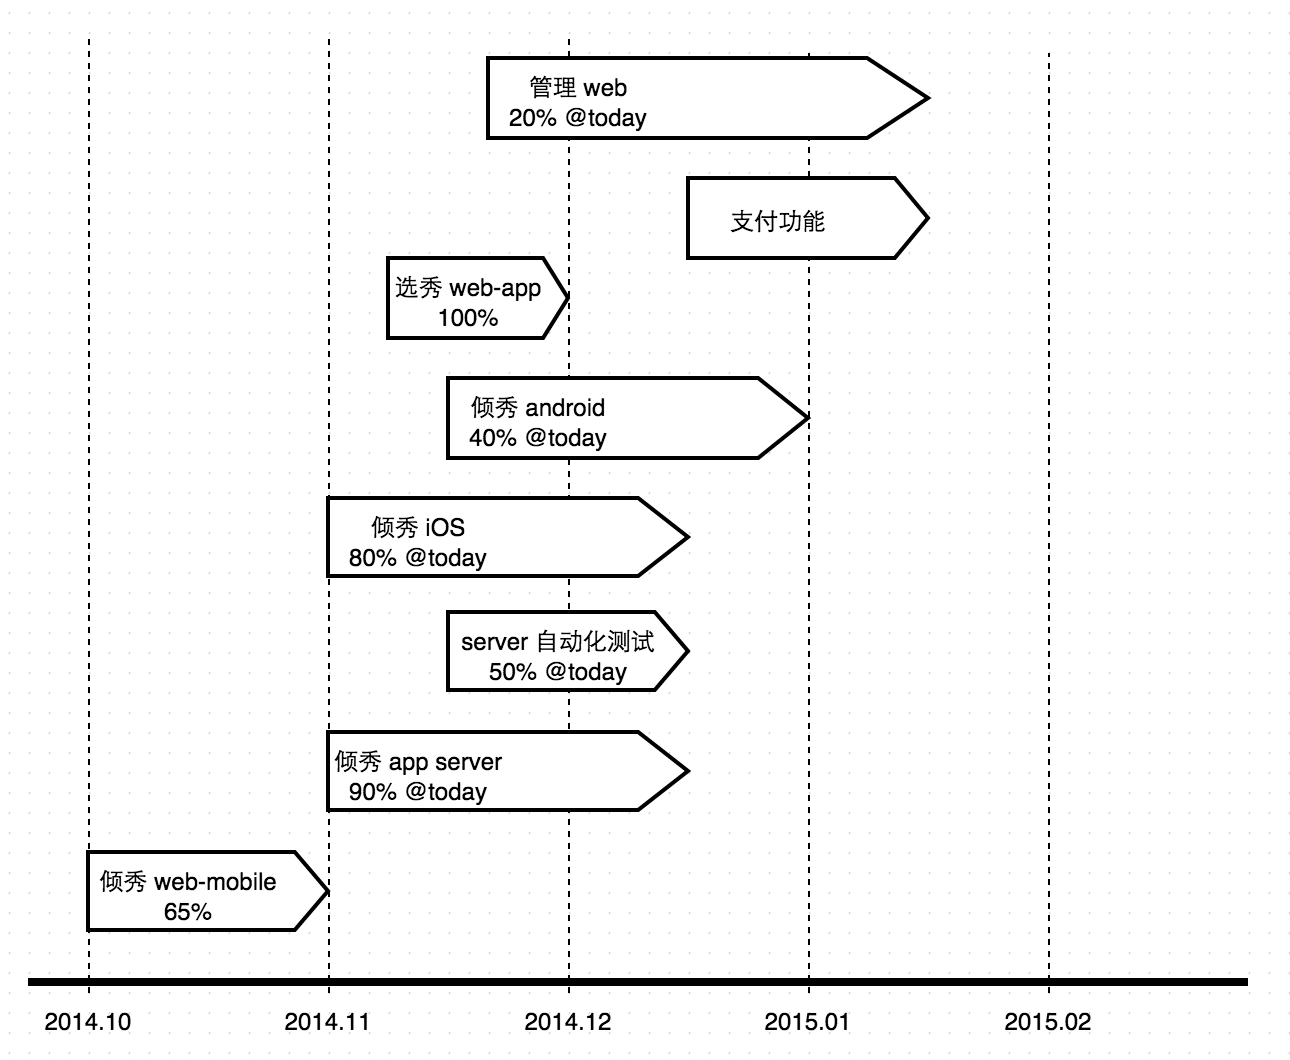 管理 web
20% @today
支付功能
选秀 web-app
100%
倾秀 android
40% @today
倾秀 iOS
80% @today
server 自动化测试
50% @today
倾秀 app server
90% @today
倾秀 web-mobile
65%
2014.10
2014.11
2014.12
2015.01
2015.02